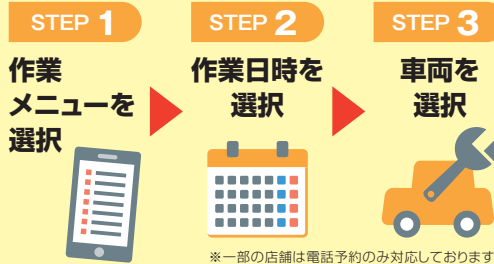 STEP 1
作業
メニューを
選択
STEP 2
作業日時を
選択
STEP 3
車両を
選択
※一部の店舗は電話予約のみ対応しております